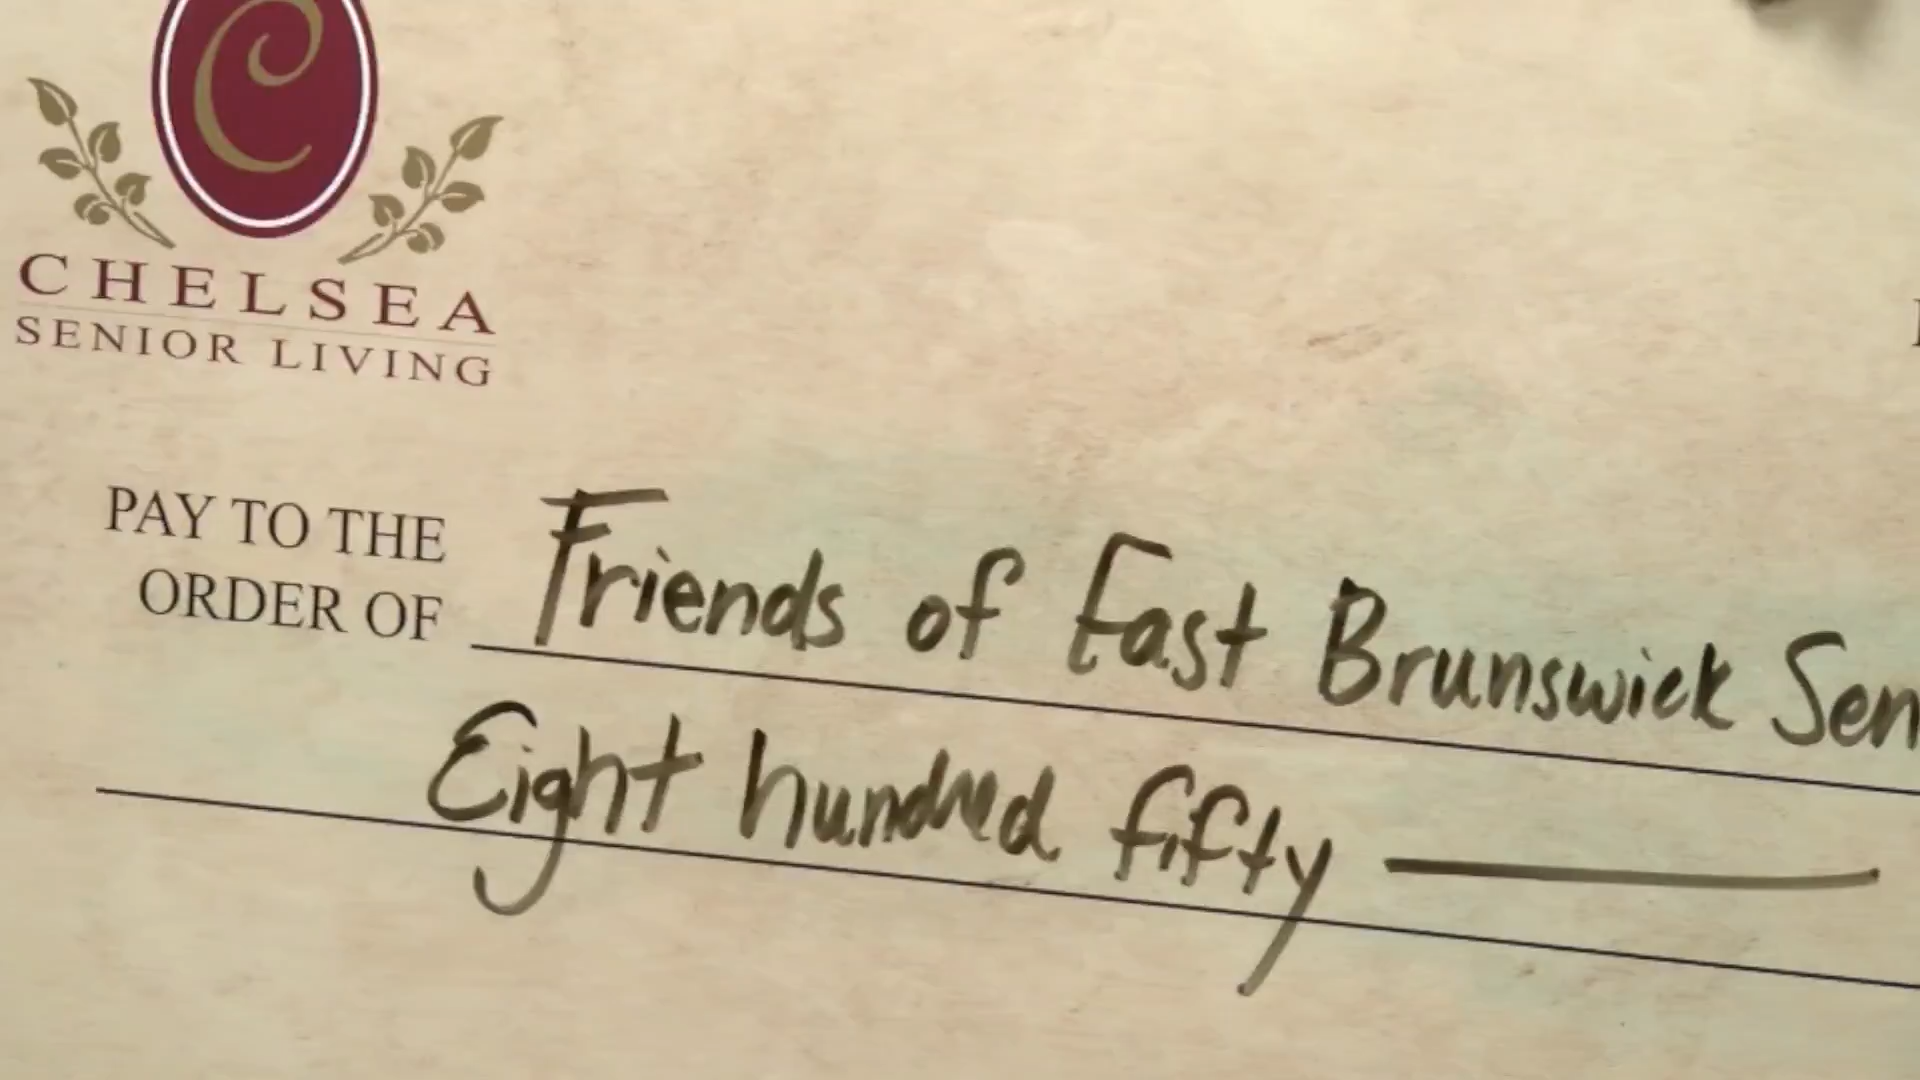 C
CHELSEA
SENIOR LIVING
PAY TO THE
ORDER OF
Friends of East Brunswick Sen
Eight hundred fifty